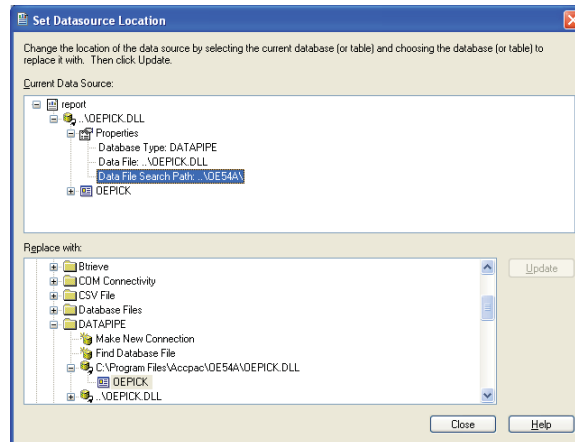 Set Datasource Location
Change the location of the data source by selecting the current database (or table) and choosing the database (or table) to
replace it with. Then click Update.
Current Data Source:
report
..\OEPICK.DLL
Properties
Database Type: DATAPIPE
Data File: ..\OEPICK.DLL
Data File Search Path: ..\OE54A\
OEPICK
Replace with:
Btrieve
COM Connectivity
CSV File
Database Files
DATAPIPE
Make New Connection
Find Database File
C:\Program Files\Accpac\OE54A\OEPICK.DLL
OEPICK
..\OEPICK.DLL
Update
Close
Help